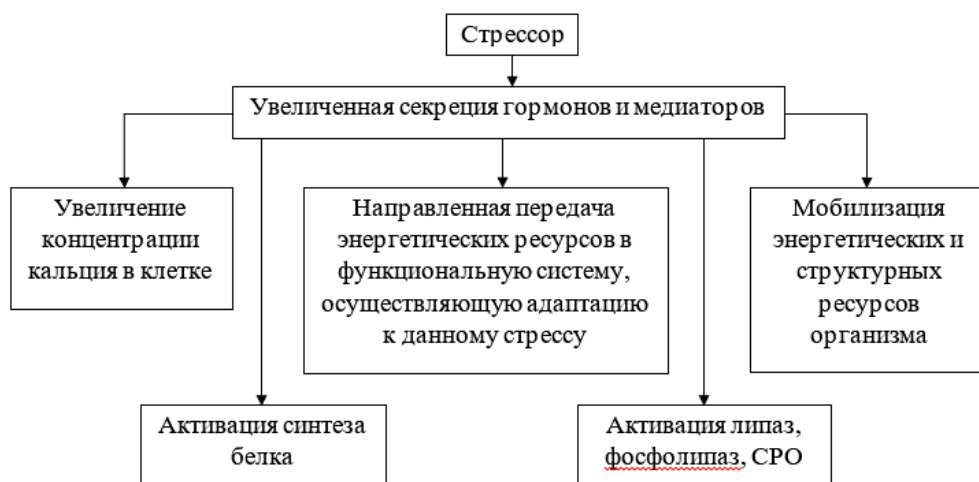 Стрессор
Увеличенная секреция гормонов и медиаторов
Увеличение
концентрации
кальция в клетке
Направленная передача
энергетических ресурсов в
функциональную систему,
осуществляющую адаптацию
к данному стрессу
Мобилизация
энергетических и
структурных
ресурсов
организма
Активация синтеза
белка
Активация липаз,
фосфолипаз, СРО